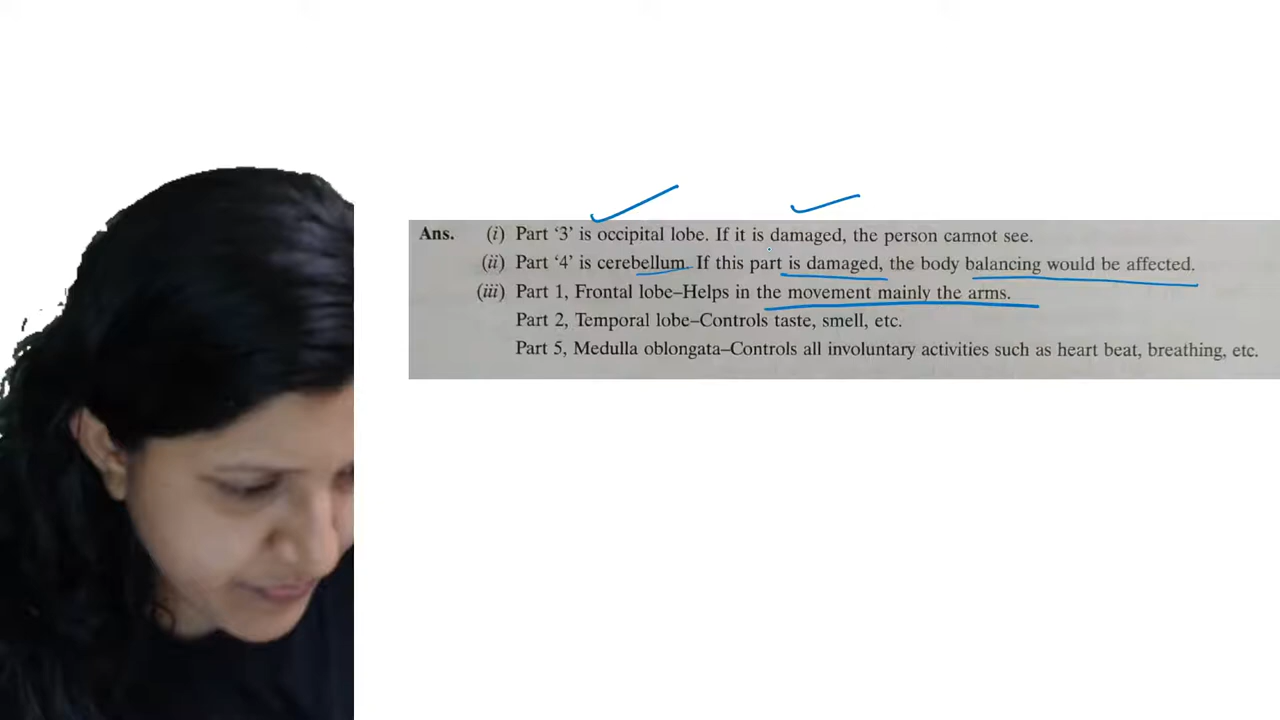 Ans. (i) Part ‘3’ is occipital lobe. If it is damaged, the person cannot see.
(ii) Part ‘4’ is cerebellum. If this part is damaged, the body balancing would be affected.
(iii) Part 1, Frontal lobe–Helps in the movement mainly the arms.
Part 2, Temporal lobe–Controls taste, smell, etc.
Part 5, Medulla oblongata–Controls all involuntary activities such as heart beat, breathing, etc.